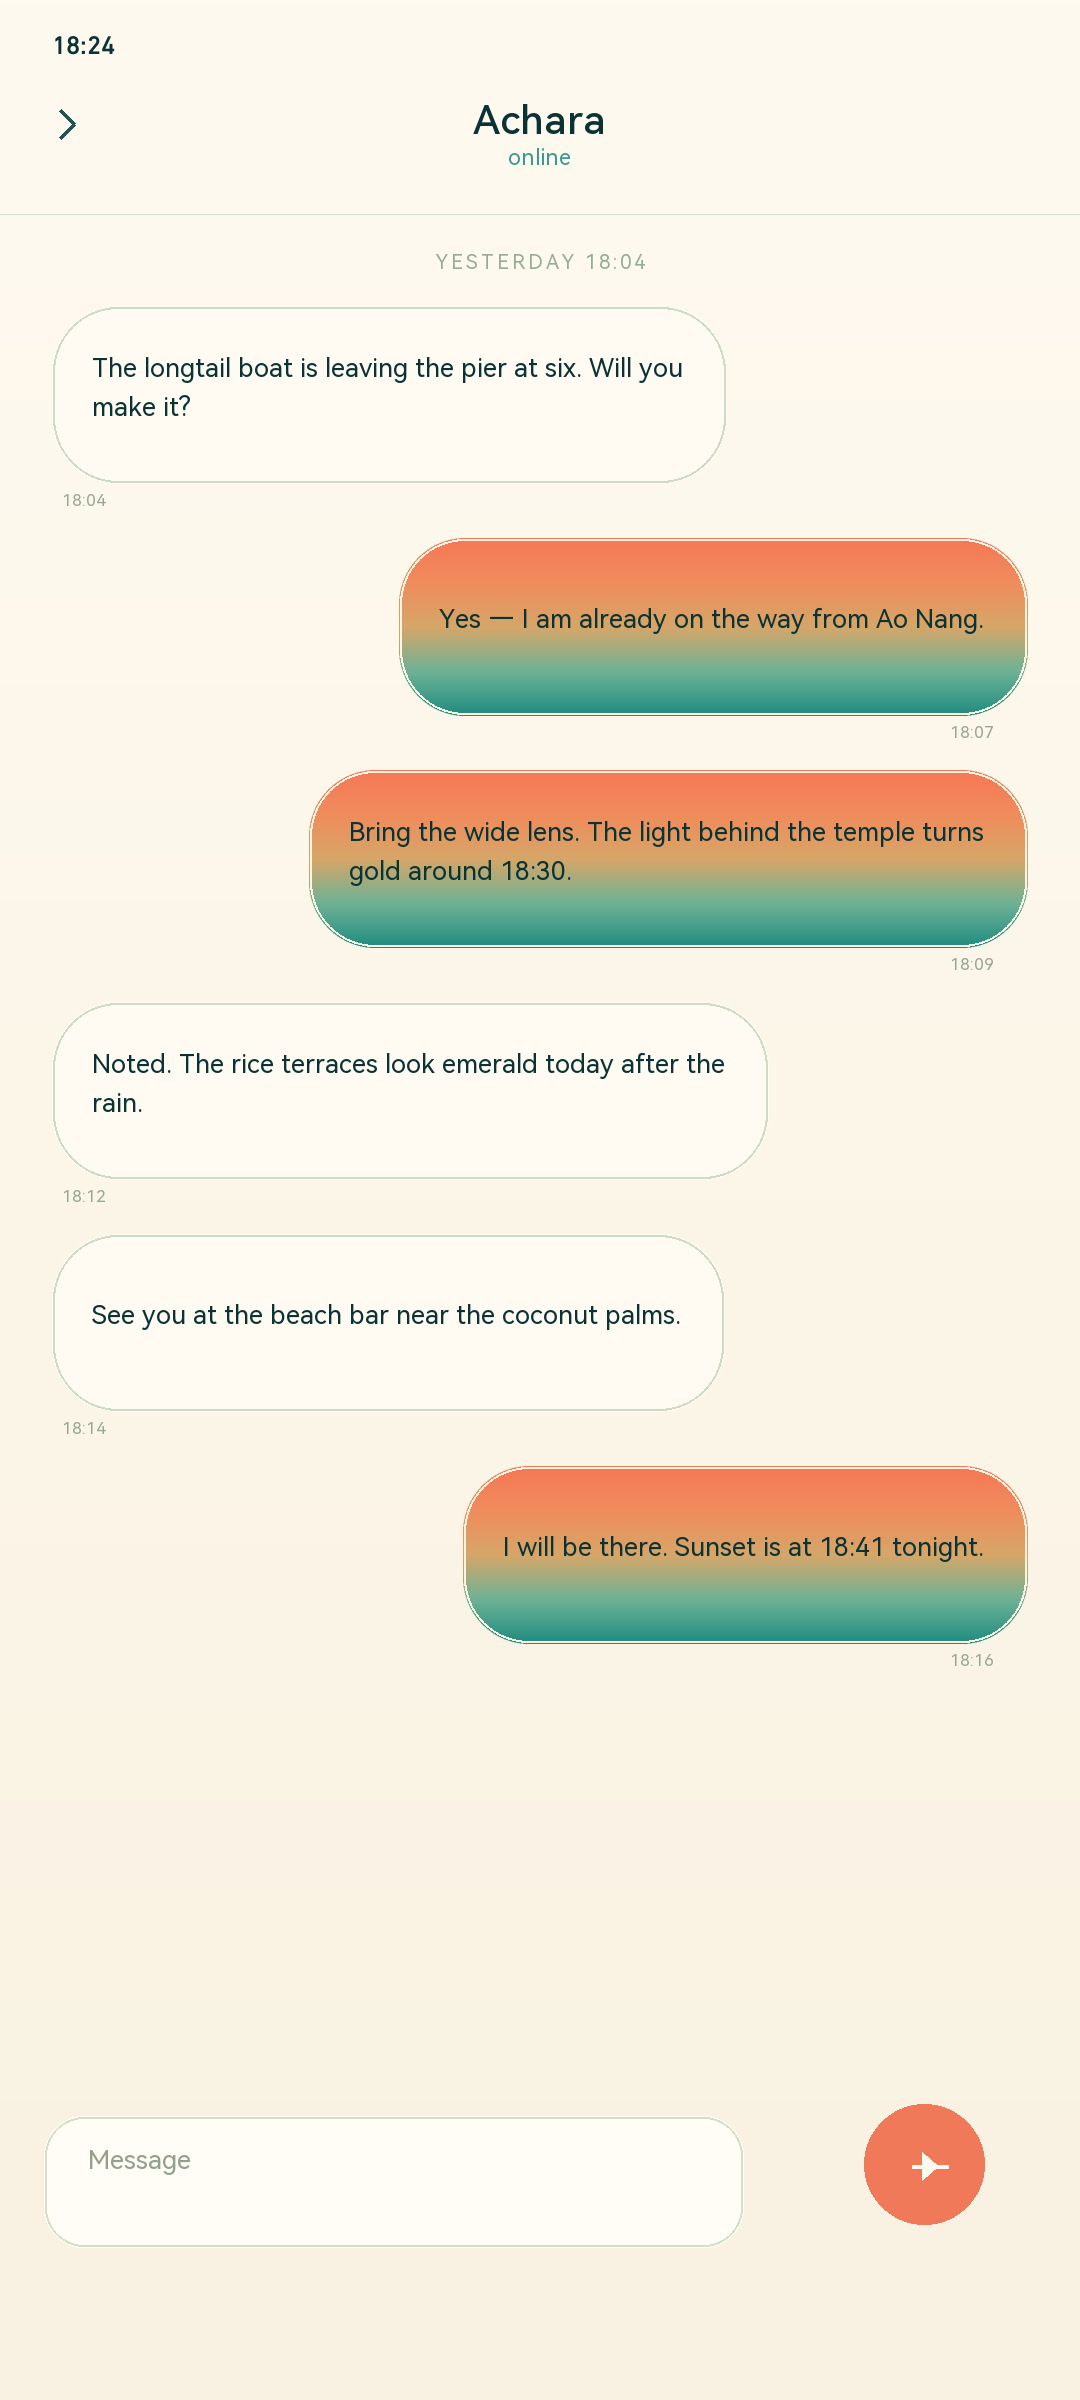 18:24
Achara
online
YESTERDAY 18:04
The longtail boat is leaving the pier at six. Will you
make it?
18:04
Yes — I am already on the way from Ao Nang.
18:07
Bring the wide lens. The light behind the temple turns
gold around 18:30.
18:09
Noted. The rice terraces look emerald today after the
rain.
18:12
See you at the beach bar near the coconut palms.
18:14
I will be there. Sunset is at 18:41 tonight.
18:16
Message